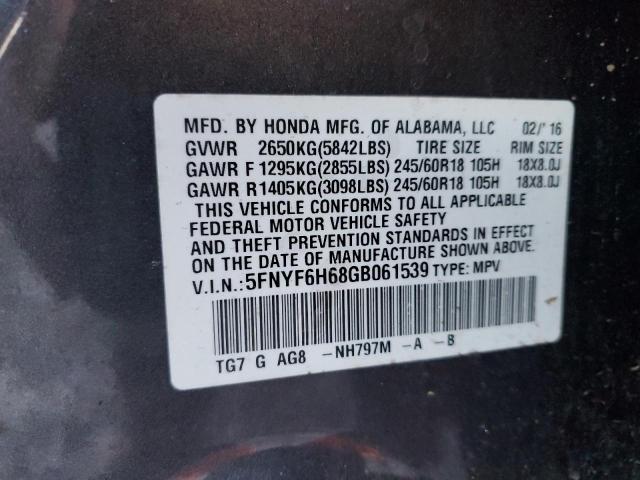 MFD. BY HONDA MFG. OF ALABAMA, LLC 02/'16
GVWR 2650KG(5842LBS) TIRE SIZE RIM SIZE
GAWR F 1295KG(2855LBS) 245/60R18 105H 18X8.0J
GAWR R1405KG(3098LBS) 245/60R18 105H 18X8.0J
THIS VEHICLE CONFORMS TO ALL APPLICABLE
FEDERAL MOTOR VEHICLE SAFETY
AND THEFT PREVENTION STANDARDS IN EFFECT
ON THE DATE OF MANUFACTURE SHOWN ABOVE.
V.I.N.:5FNYF6H68GB061539 TYPE: MPV
TG7 G AG8 -NH797M -A -B